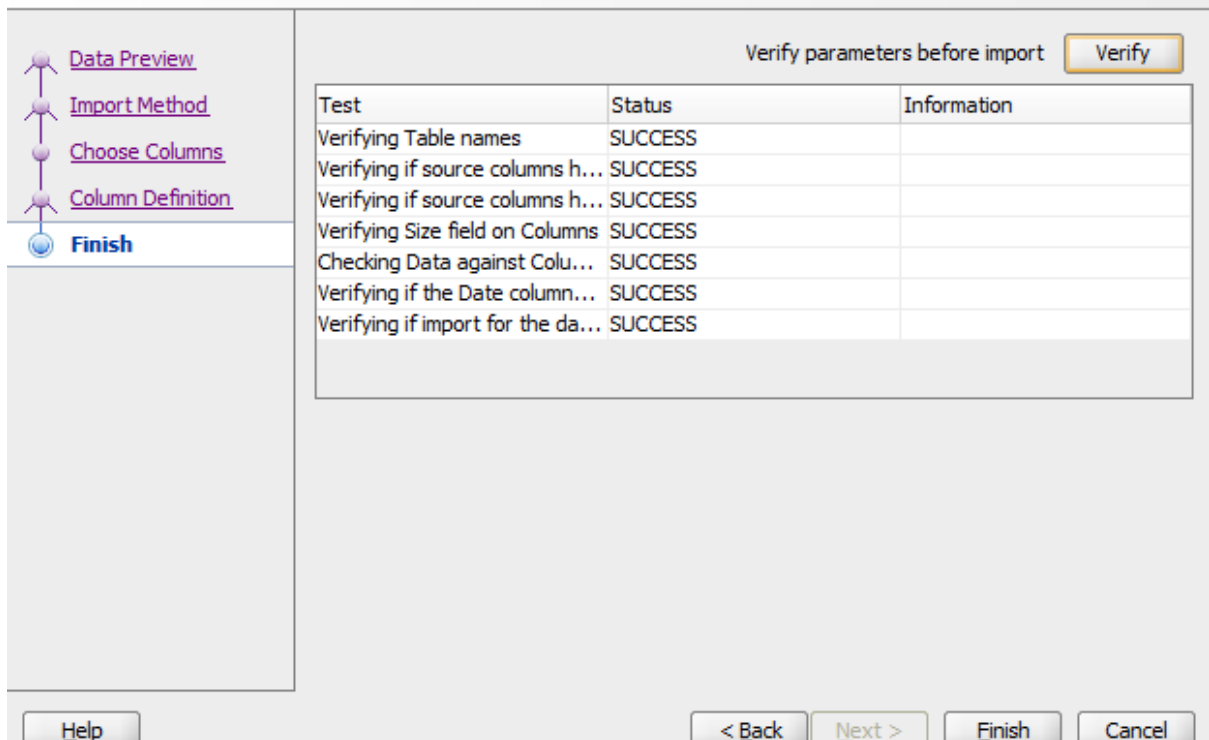 Data Preview
Import Method
Choose Columns
Column Definition
Finish
Verify parameters before import Verify
Test Status Information
Verifying Table names SUCCESS
Verifying if source columns h... SUCCESS
Verifying if source columns h... SUCCESS
Verifying Size field on Columns SUCCESS
Checking Data against Colu... SUCCESS
Verifying if the Date column... SUCCESS
Verifying if import for the da... SUCCESS
Help < Back Next > Finish Cancel